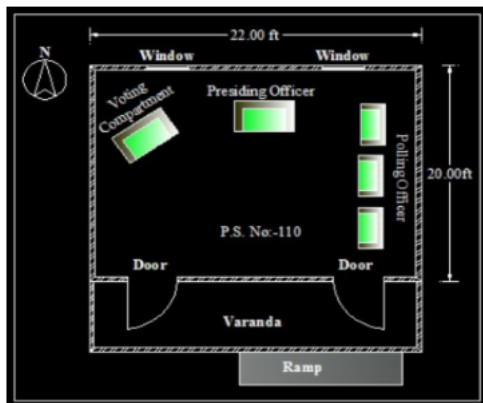 22.00 ft
N
Window
Window
Voting
Compartment
Presiding Officer
Polling Officer
20.00ft
P.S. No:-110
Door
Door
Varanda
Ramp